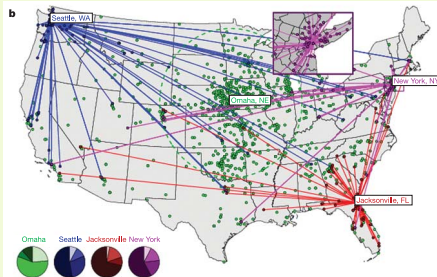 b
Seattle, WA
New York, NY
Omaha, NE
Jacksonville, FL
Omaha Seattle Jacksonville New York